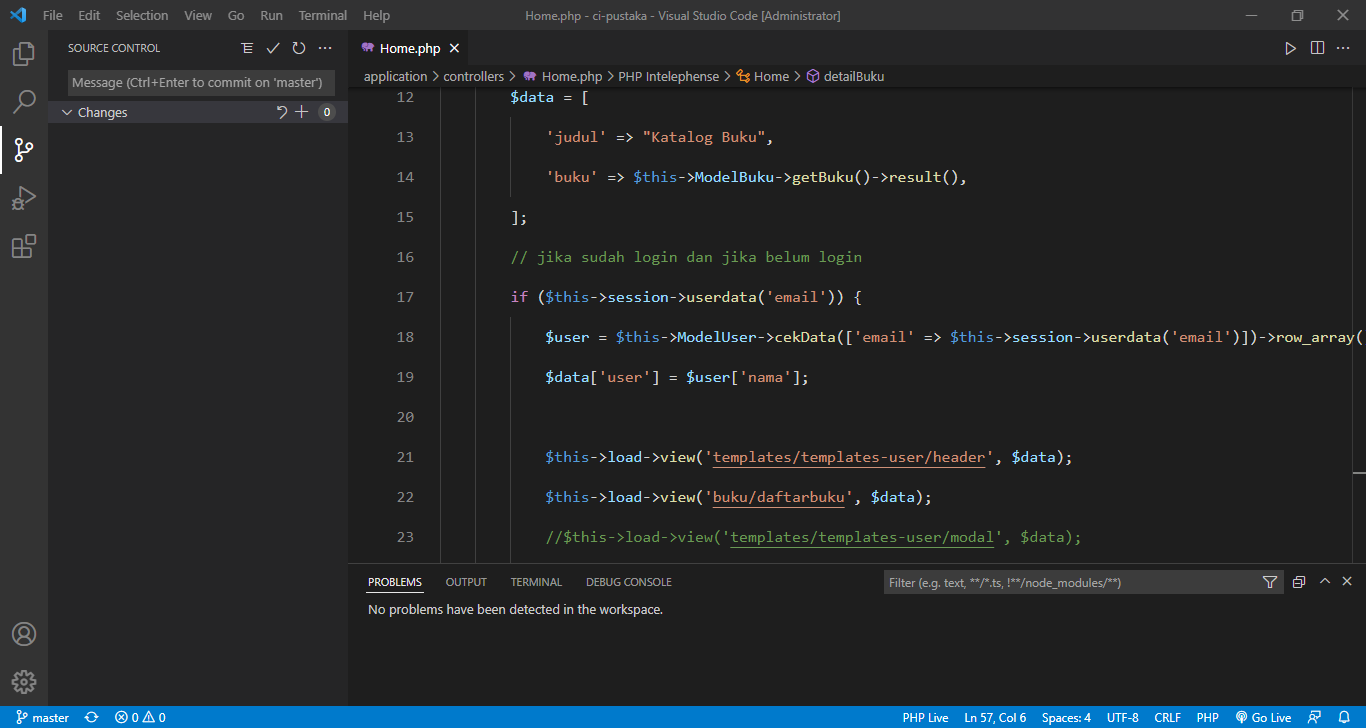 File Edit Selection View Go Run Terminal Help
Home.php - ci-pustaka - Visual Studio Code [Administrator]
SOURCE CONTROL
Message (Ctrl+Enter to commit on 'master')
Changes 0
Home.php
application > controllers > Home.php > PHP Intelephense > Home > detailBuku
12 $data = [
13 'judul' => "Katalog Buku",
14 'buku' => $this->ModelBuku->getBuku()->result(),
15 ];
16 // jika sudah login dan jika belum login
17 if ($this->session->userdata('email')) {
18 $user = $this->ModelUser->cekData(['email' => $this->session->userdata('email')])->row_array(
19 $data['user'] = $user['nama'];
20
21 $this->load->view('templates/templates-user/header', $data);
22 $this->load->view('buku/daftarbuku', $data);
23 //$this->load->view('templates/templates-user/modal', $data);
PROBLEMS OUTPUT TERMINAL DEBUG CONSOLE
Filter (e.g. text, **/*.ts, !**/node_modules/**)
No problems have been detected in the workspace.
master 0 0 PHP Live Ln 57, Col 6 Spaces: 4 UTF-8 CRLF PHP Go Live